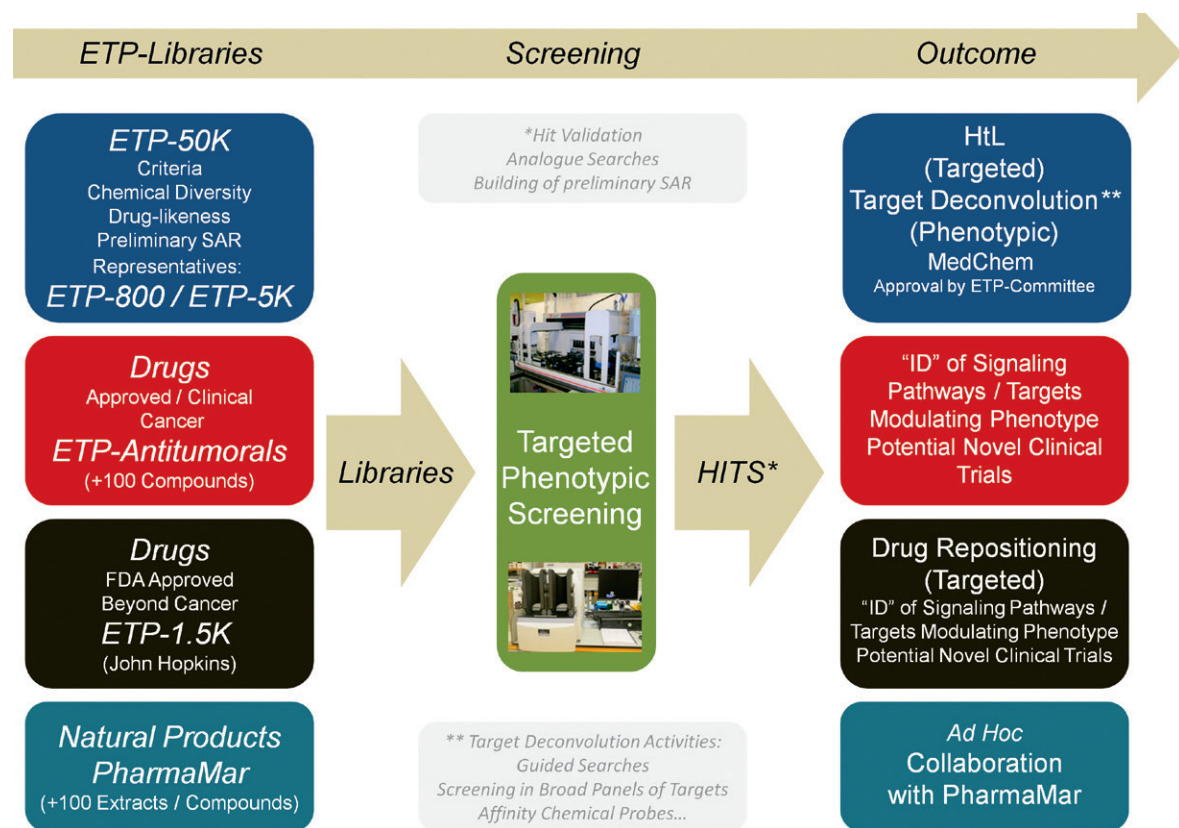 ETP-Libraries
Screening
Outcome
ETP-50K
Criteria
Chemical Diversity
Drug-likeness
Preliminary SAR
Representatives:
ETP-800 / ETP-5K
Drugs
Approved / Clinical
Cancer
ETP-Antitumorals
(+100 Compounds)
Drugs
FDA Approved
Beyond Cancer
ETP-1.5K
(John Hopkins)
Natural Products
PharmaMar
(+100 Extracts / Compounds)
Libraries
*Hit Validation
Analogue Searches
Building of preliminary SAR
Targeted
Phenotypic
Screening
** Target Deconvolution Activities:
Guided Searches
Screening in Broad Panels of Targets
Affinity Chemical Probes...
HITS*
HtL
(Targeted)
Target Deconvolution**
(Phenotypic)
MedChem
Approval by ETP-Committee
“ID” of Signaling
Pathways / Targets
Modulating Phenotype
Potential Novel Clinical
Trials
Drug Repositioning
(Targeted)
“ID” of Signaling Pathways /
Targets Modulating Phenotype
Potential Novel Clinical Trials
Ad Hoc
Collaboration
with PharmaMar